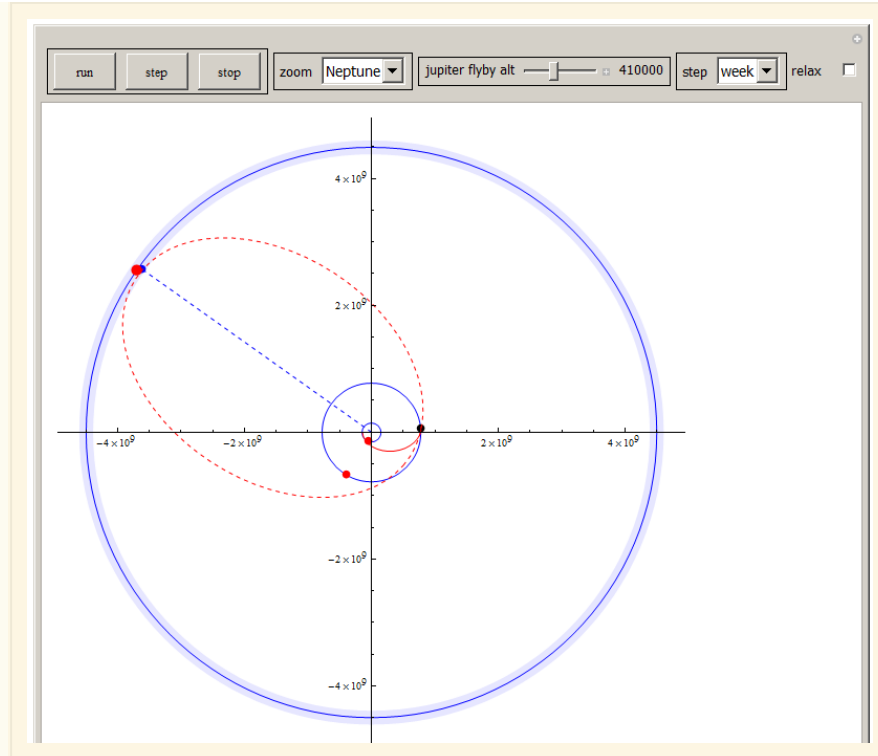 run step stop zoom Neptune jupiter flyby alt 410000 step week relax
4×10⁹
2×10⁹
−4×10⁹ −2×10⁹ 2×10⁹ 4×10⁹
−2×10⁹
−4×10⁹